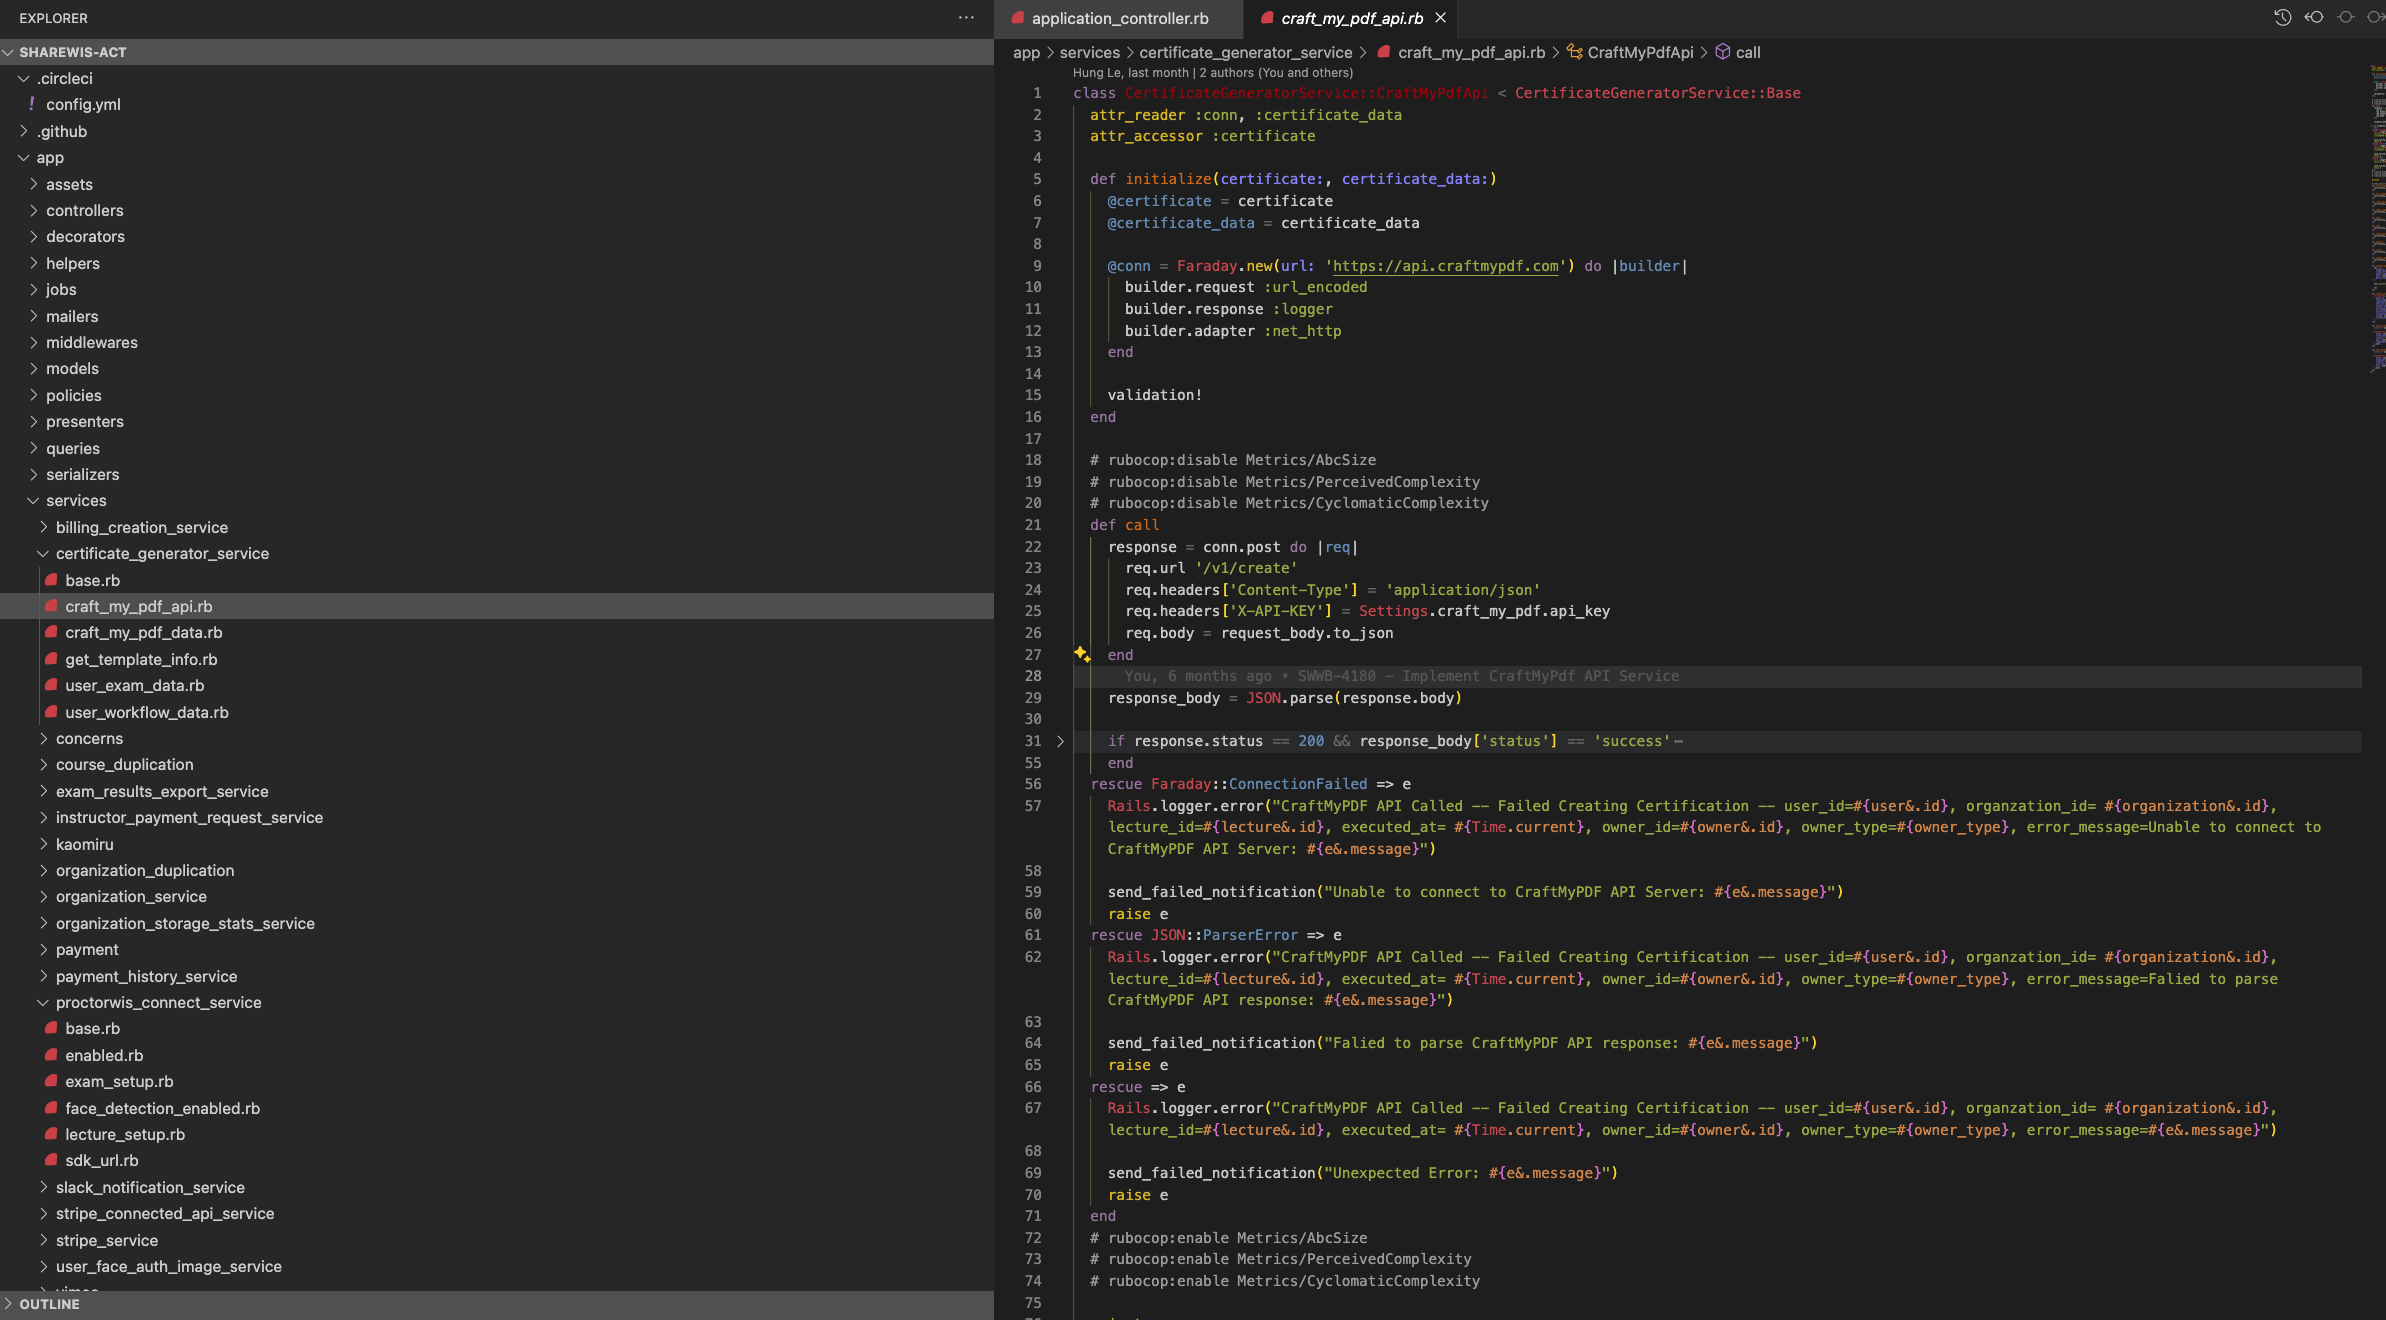 EXPLORER
SHAREWIS-ACT
.circleci
! config.yml
.github
app
assets
controllers
decorators
helpers
jobs
mailers
middlewares
models
policies
presenters
queries
serializers
services
billing_creation_service
certificate_generator_service
base.rb
craft_my_pdf_api.rb
craft_my_pdf_data.rb
get_template_info.rb
user_exam_data.rb
user_workflow_data.rb
concerns
course_duplication
exam_results_export_service
instructor_payment_request_service
kaomiru
organization_duplication
organization_service
organization_storage_stats_service
payment
payment_history_service
proctorwis_connect_service
base.rb
enabled.rb
exam_setup.rb
face_detection_enabled.rb
lecture_setup.rb
sdk_url.rb
slack_notification_service
stripe_connected_api_service
stripe_service
user_face_auth_image_service
OUTLINE
application_controller.rb
craft_my_pdf_api.rb
app > services > certificate_generator_service > craft_my_pdf_api.rb > CraftMyPdfApi > call
Hung Le, last month | 2 authors (You and others)
1 class CertificateGeneratorService::CraftMyPdfApi < CertificateGeneratorService::Base
2 attr_reader :conn, :certificate_data
3 attr_accessor :certificate
4
5 def initialize(certificate:, certificate_data:)
6 @certificate = certificate
7 @certificate_data = certificate_data
8
9 @conn = Faraday.new(url: 'https://api.craftmypdf.com') do |builder|
10 builder.request :url_encoded
11 builder.response :logger
12 builder.adapter :net_http
13 end
14
15 validation!
16 end
17
18 # rubocop:disable Metrics/AbcSize
19 # rubocop:disable Metrics/PerceivedComplexity
20 # rubocop:disable Metrics/CyclomaticComplexity
21 def call
22 response = conn.post do |req|
23 req.url '/v1/create'
24 req.headers['Content-Type'] = 'application/json'
25 req.headers['X-API-KEY'] = Settings.craft_my_pdf.api_key
26 req.body = request_body.to_json
27 end
28 You, 6 months ago • SWWB-4180 – Implement CraftMyPdf API Service
29 response_body = JSON.parse(response.body)
30
31 if response.status == 200 && response_body['status'] == 'success'⋯
55 end
56 rescue Faraday::ConnectionFailed => e
57 Rails.logger.error("CraftMyPDF API Called -- Failed Creating Certification -- user_id=#{user&.id}, organzation_id= #{organization&.id},
lecture_id=#{lecture&.id}, executed_at= #{Time.current}, owner_id=#{owner&.id}, owner_type=#{owner_type}, error_message=Unable to connect to
CraftMyPDF API Server: #{e&.message}")
58
59 send_failed_notification("Unable to connect to CraftMyPDF API Server: #{e&.message}")
60 raise e
61 rescue JSON::ParserError => e
62 Rails.logger.error("CraftMyPDF API Called -- Failed Creating Certification -- user_id=#{user&.id}, organzation_id= #{organization&.id},
lecture_id=#{lecture&.id}, executed_at= #{Time.current}, owner_id=#{owner&.id}, owner_type=#{owner_type}, error_message=Falied to parse
CraftMyPDF API response: #{e&.message}")
63
64 send_failed_notification("Falied to parse CraftMyPDF API response: #{e&.message}")
65 raise e
66 rescue => e
67 Rails.logger.error("CraftMyPDF API Called -- Failed Creating Certification -- user_id=#{user&.id}, organzation_id= #{organization&.id},
lecture_id=#{lecture&.id}, executed_at= #{Time.current}, owner_id=#{owner&.id}, owner_type=#{owner_type}, error_message=#{e&.message}")
68
69 send_failed_notification("Unexpected Error: #{e&.message}")
70 raise e
71 end
72 # rubocop:enable Metrics/AbcSize
73 # rubocop:enable Metrics/PerceivedComplexity
74 # rubocop:enable Metrics/CyclomaticComplexity
75